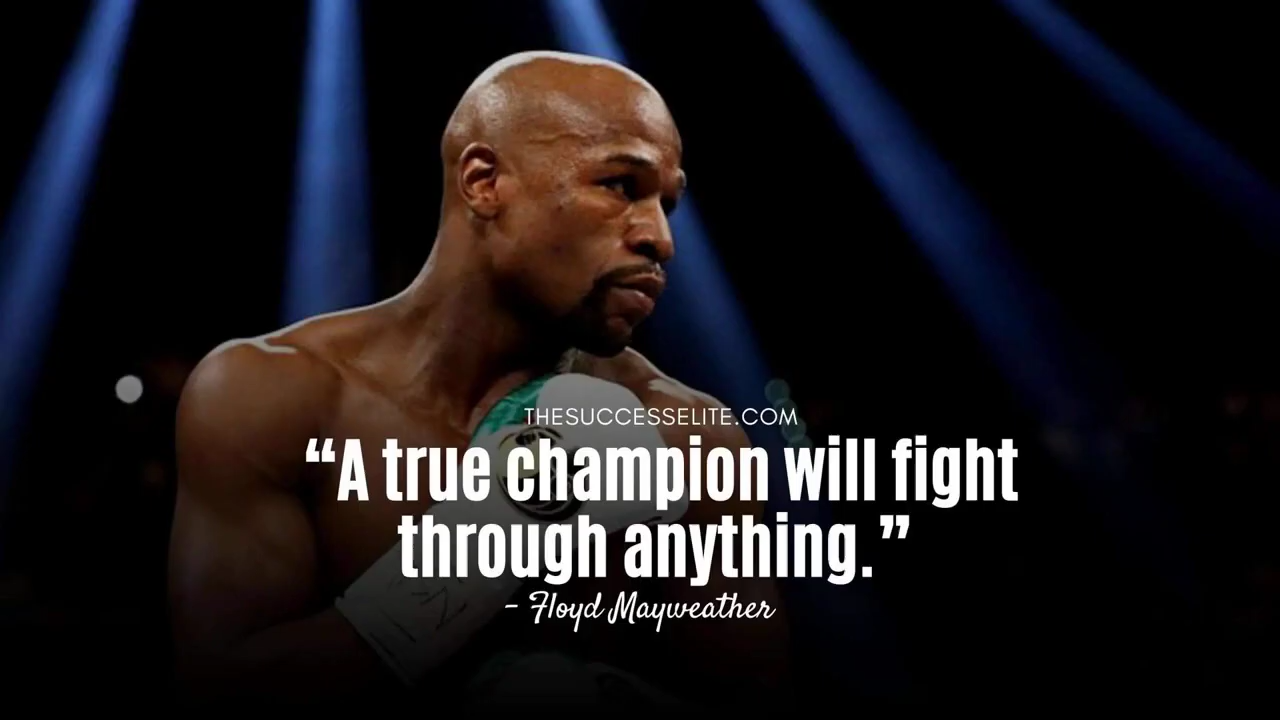 THESUCCESSELITE.COM
“A true champion will fight
through anything.”
- Floyd Mayweather